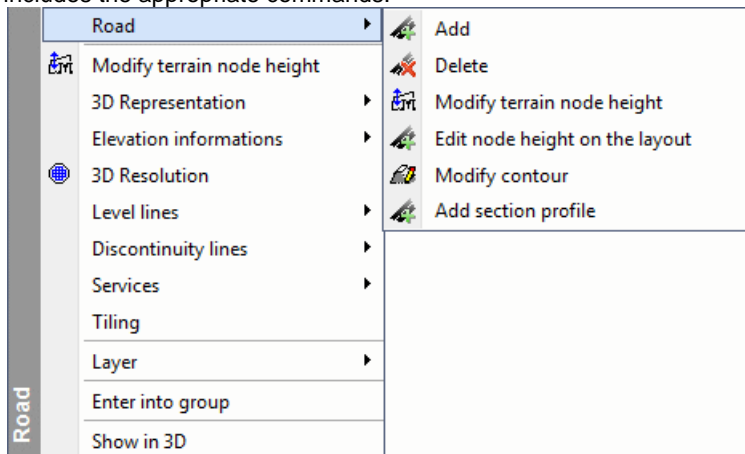 includes the appropriate commands.
Road
Modify terrain node height
3D Representation
Elevation informations
3D Resolution
Level lines
Discontinuity lines
Services
Tiling
Layer
Enter into group
Show in 3D
Road
Add
Delete
Modify terrain node height
Edit node height on the layout
Modify contour
Add section profile